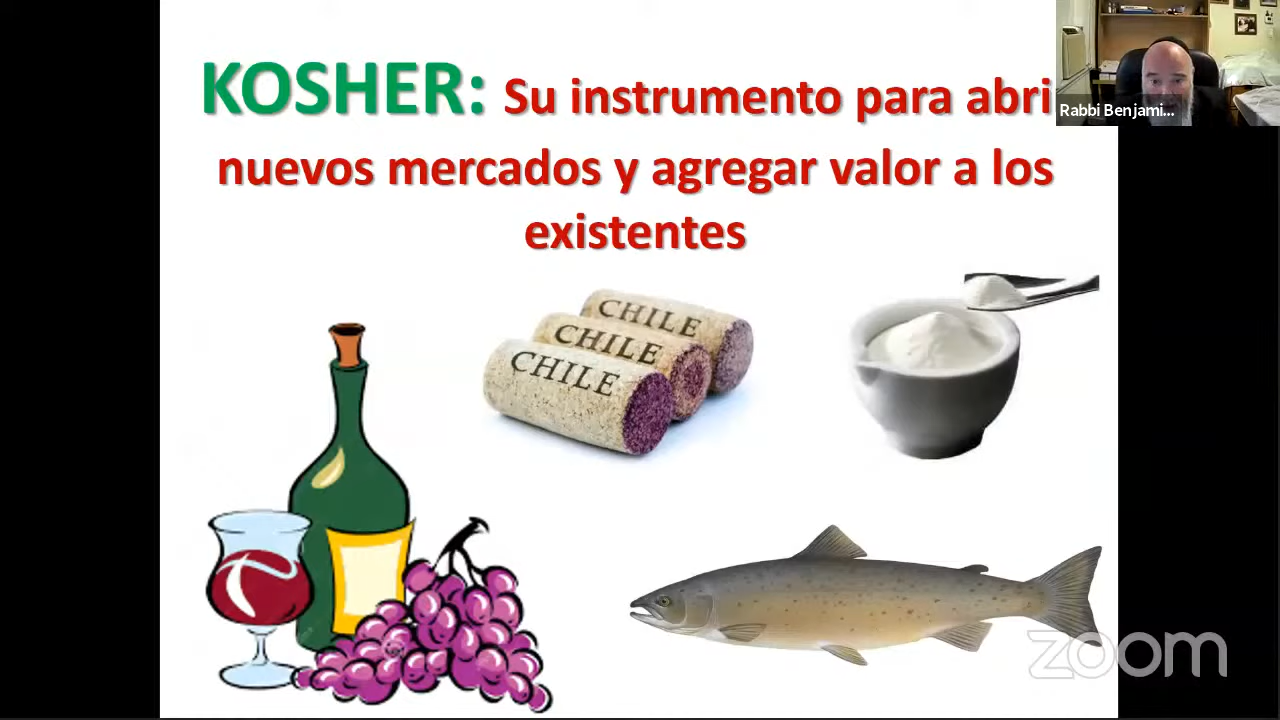 KOSHER: Su instrumento para abri
nuevos mercados y agregar valor a los
existentes
Rabbi Benjami...
CHILE
CHILE
CHILE
zoom